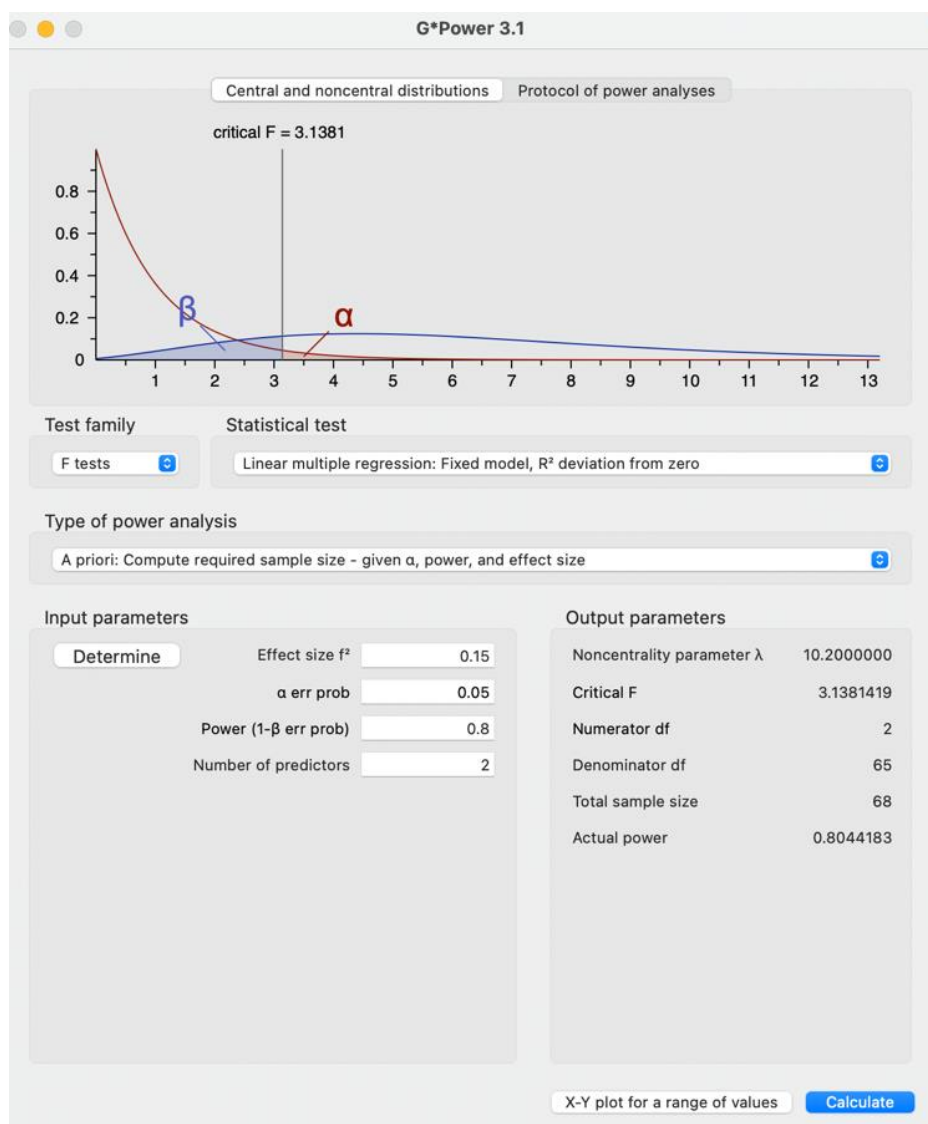 G*Power 3.1
Central and noncentral distributions Protocol of power analyses
critical F = 3.1381
0.8
0.6
0.4
0.2
0
β
α
1 2 3 4 5 6 7 8 9 10 11 12 13
Test family Statistical test
F tests Linear multiple regression: Fixed model, R² deviation from zero
Type of power analysis
A priori: Compute required sample size - given α, power, and effect size
Input parameters Output parameters
Determine Effect size f² 0.15 Noncentrality parameter λ 10.2000000
α err prob 0.05 Critical F 3.1381419
Power (1-β err prob) 0.8 Numerator df 2
Number of predictors 2 Denominator df 65
Total sample size 68
Actual power 0.8044183
X-Y plot for a range of values Calculate